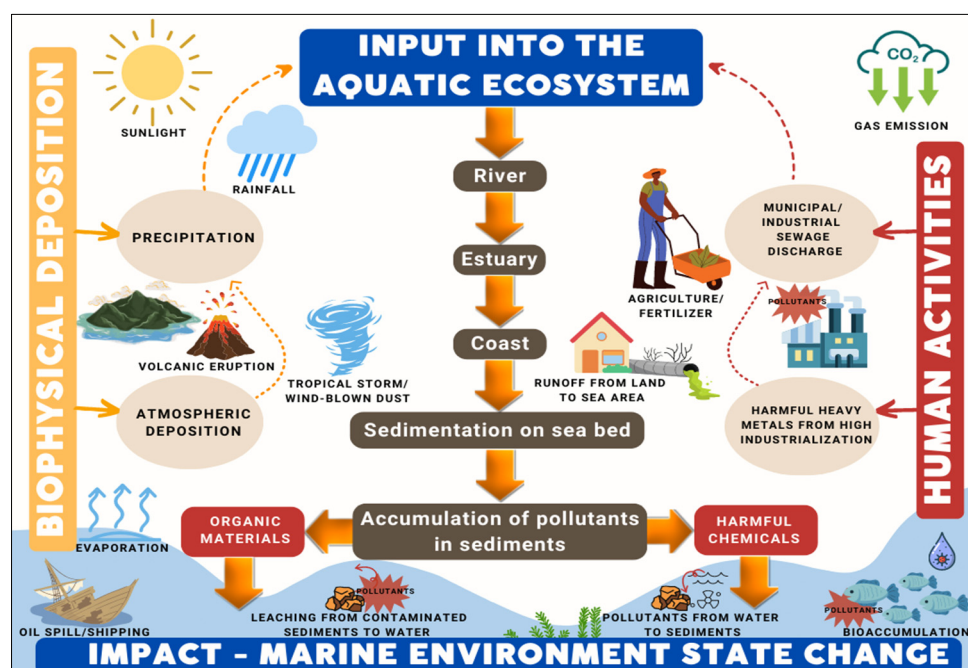 INPUT INTO THE
AQUATIC ECOSYSTEM
BIOPHYSICAL DEPOSITION
SUNLIGHT
RAINFALL
PRECIPITATION
VOLCANIC ERUPTION
TROPICAL STORM/
WIND-BLOWN DUST
ATMOSPHERIC
DEPOSITION
EVAPORATION
River
Estuary
Coast
Sedimentation on sea bed
Accumulation of pollutants
in sediments
ORGANIC
MATERIALS
HARMFUL
CHEMICALS
CO₂
GAS EMISSION
HUMAN ACTIVITIES
MUNICIPAL/
INDUSTRIAL
SEWAGE
DISCHARGE
AGRICULTURE/
FERTILIZER
POLLUTANTS
RUNOFF FROM LAND
TO SEA AREA
HARMFUL HEAVY
METALS FROM HIGH
INDUSTRIALIZATION
OIL SPILL/SHIPPING
POLLUTANTS
LEACHING FROM CONTAMINATED
SEDIMENTS TO WATER
POLLUTANTS FROM WATER
TO SEDIMENTS
POLLUTANTS
BIOACCUMULATION
IMPACT - MARINE ENVIRONMENT STATE CHANGE